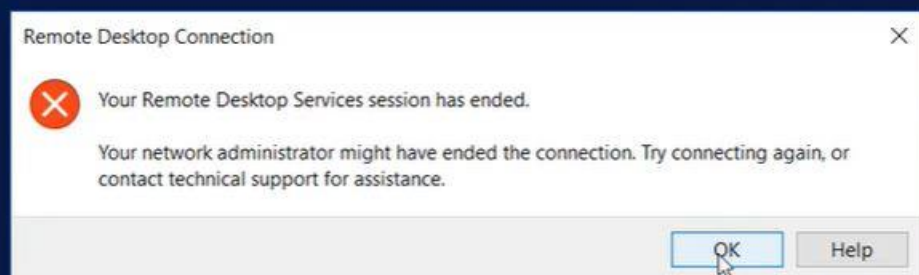 Remote Desktop Connection
Your Remote Desktop Services session has ended.
Your network administrator might have ended the connection. Try connecting again, or
contact technical support for assistance.
OK
Help